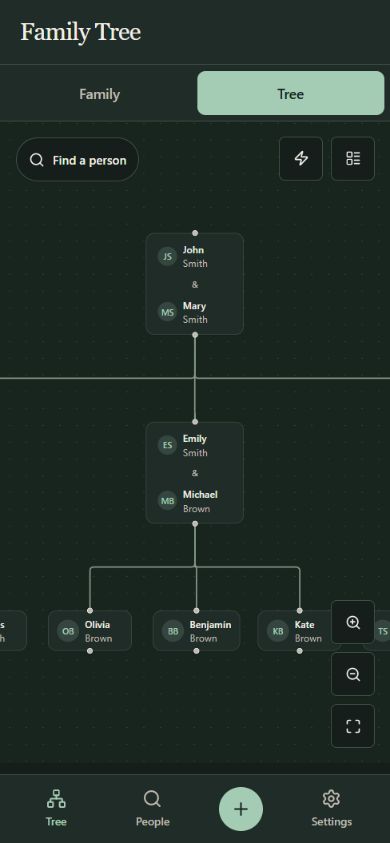 Family Tree
Family
Tree
Find a person
JS
John
Smith
&
MS
Mary
Smith
ES
Emily
Smith
&
MB
Michael
Brown
s
h
OB
Olivia
Brown
BB
Benjamin
Brown
KB
Kate
Brown
TS
Tree
People
Settings